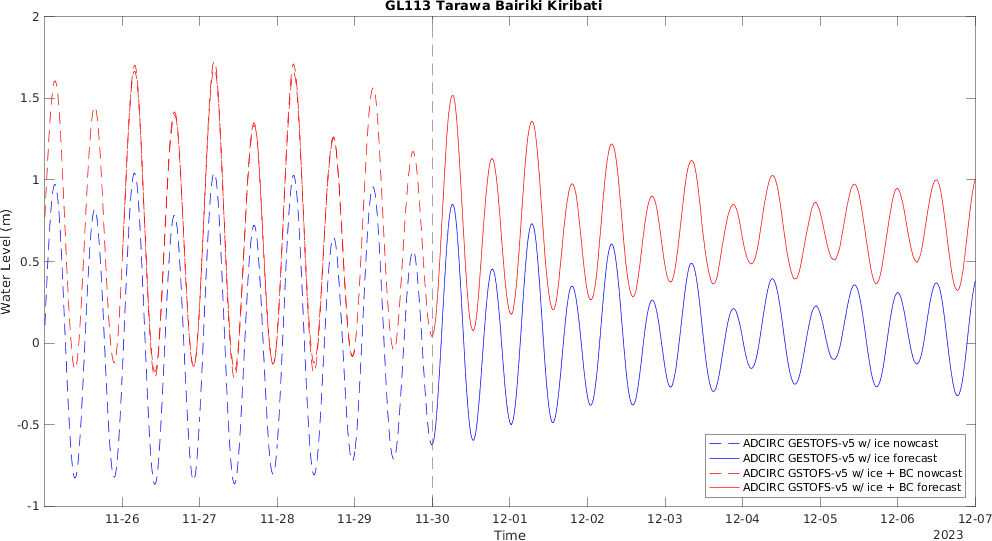 GL113 Tarawa Bairiki Kiribati
Water Level (m)
2
1.5
1
0.5
0
-0.5
-1
11-26
11-27
11-28
11-29
11-30
12-01
12-02
12-03
12-04
12-05
12-06
12-07
Time
2023
ADCIRC GESTOFS-v5 w/ ice nowcast
ADCIRC GESTOFS-v5 w/ ice forecast
ADCIRC GSTOFS-v5 w/ ice + BC nowcast
ADCIRC GSTOFS-v5 w/ ice + BC forecast